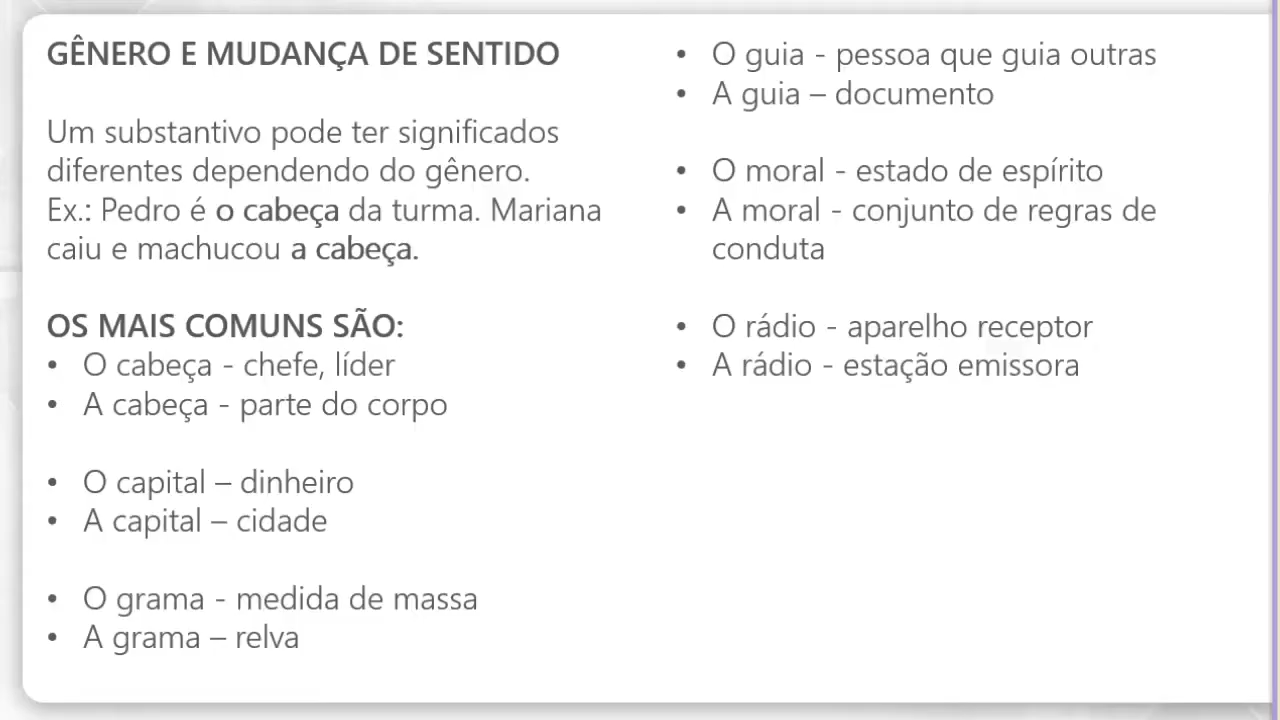 GÊNERO E MUDANÇA DE SENTIDO
Um substantivo pode ter significados
diferentes dependendo do gênero.
Ex.: Pedro é o cabeça da turma. Mariana
caiu e machucou a cabeça.
OS MAIS COMUNS SÃO:
• O cabeça - chefe, líder
• A cabeça - parte do corpo
• O capital – dinheiro
• A capital – cidade
• O grama - medida de massa
• A grama – relva
• O guia - pessoa que guia outras
• A guia – documento
• O moral - estado de espírito
• A moral - conjunto de regras de
conduta
• O rádio - aparelho receptor
• A rádio - estação emissora